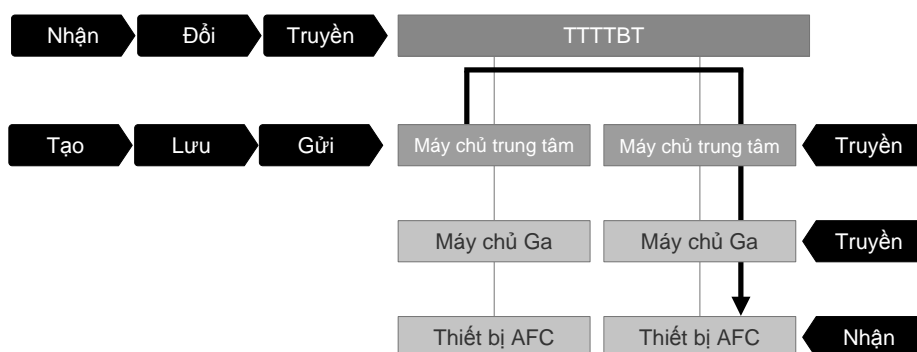 Nhận Đổi Truyền TTTTBT
Tạo Lưu Gửi Máy chủ trung tâm Máy chủ trung tâm Truyền
Máy chủ Ga Máy chủ Ga Truyền
Thiết bị AFC Thiết bị AFC Nhận